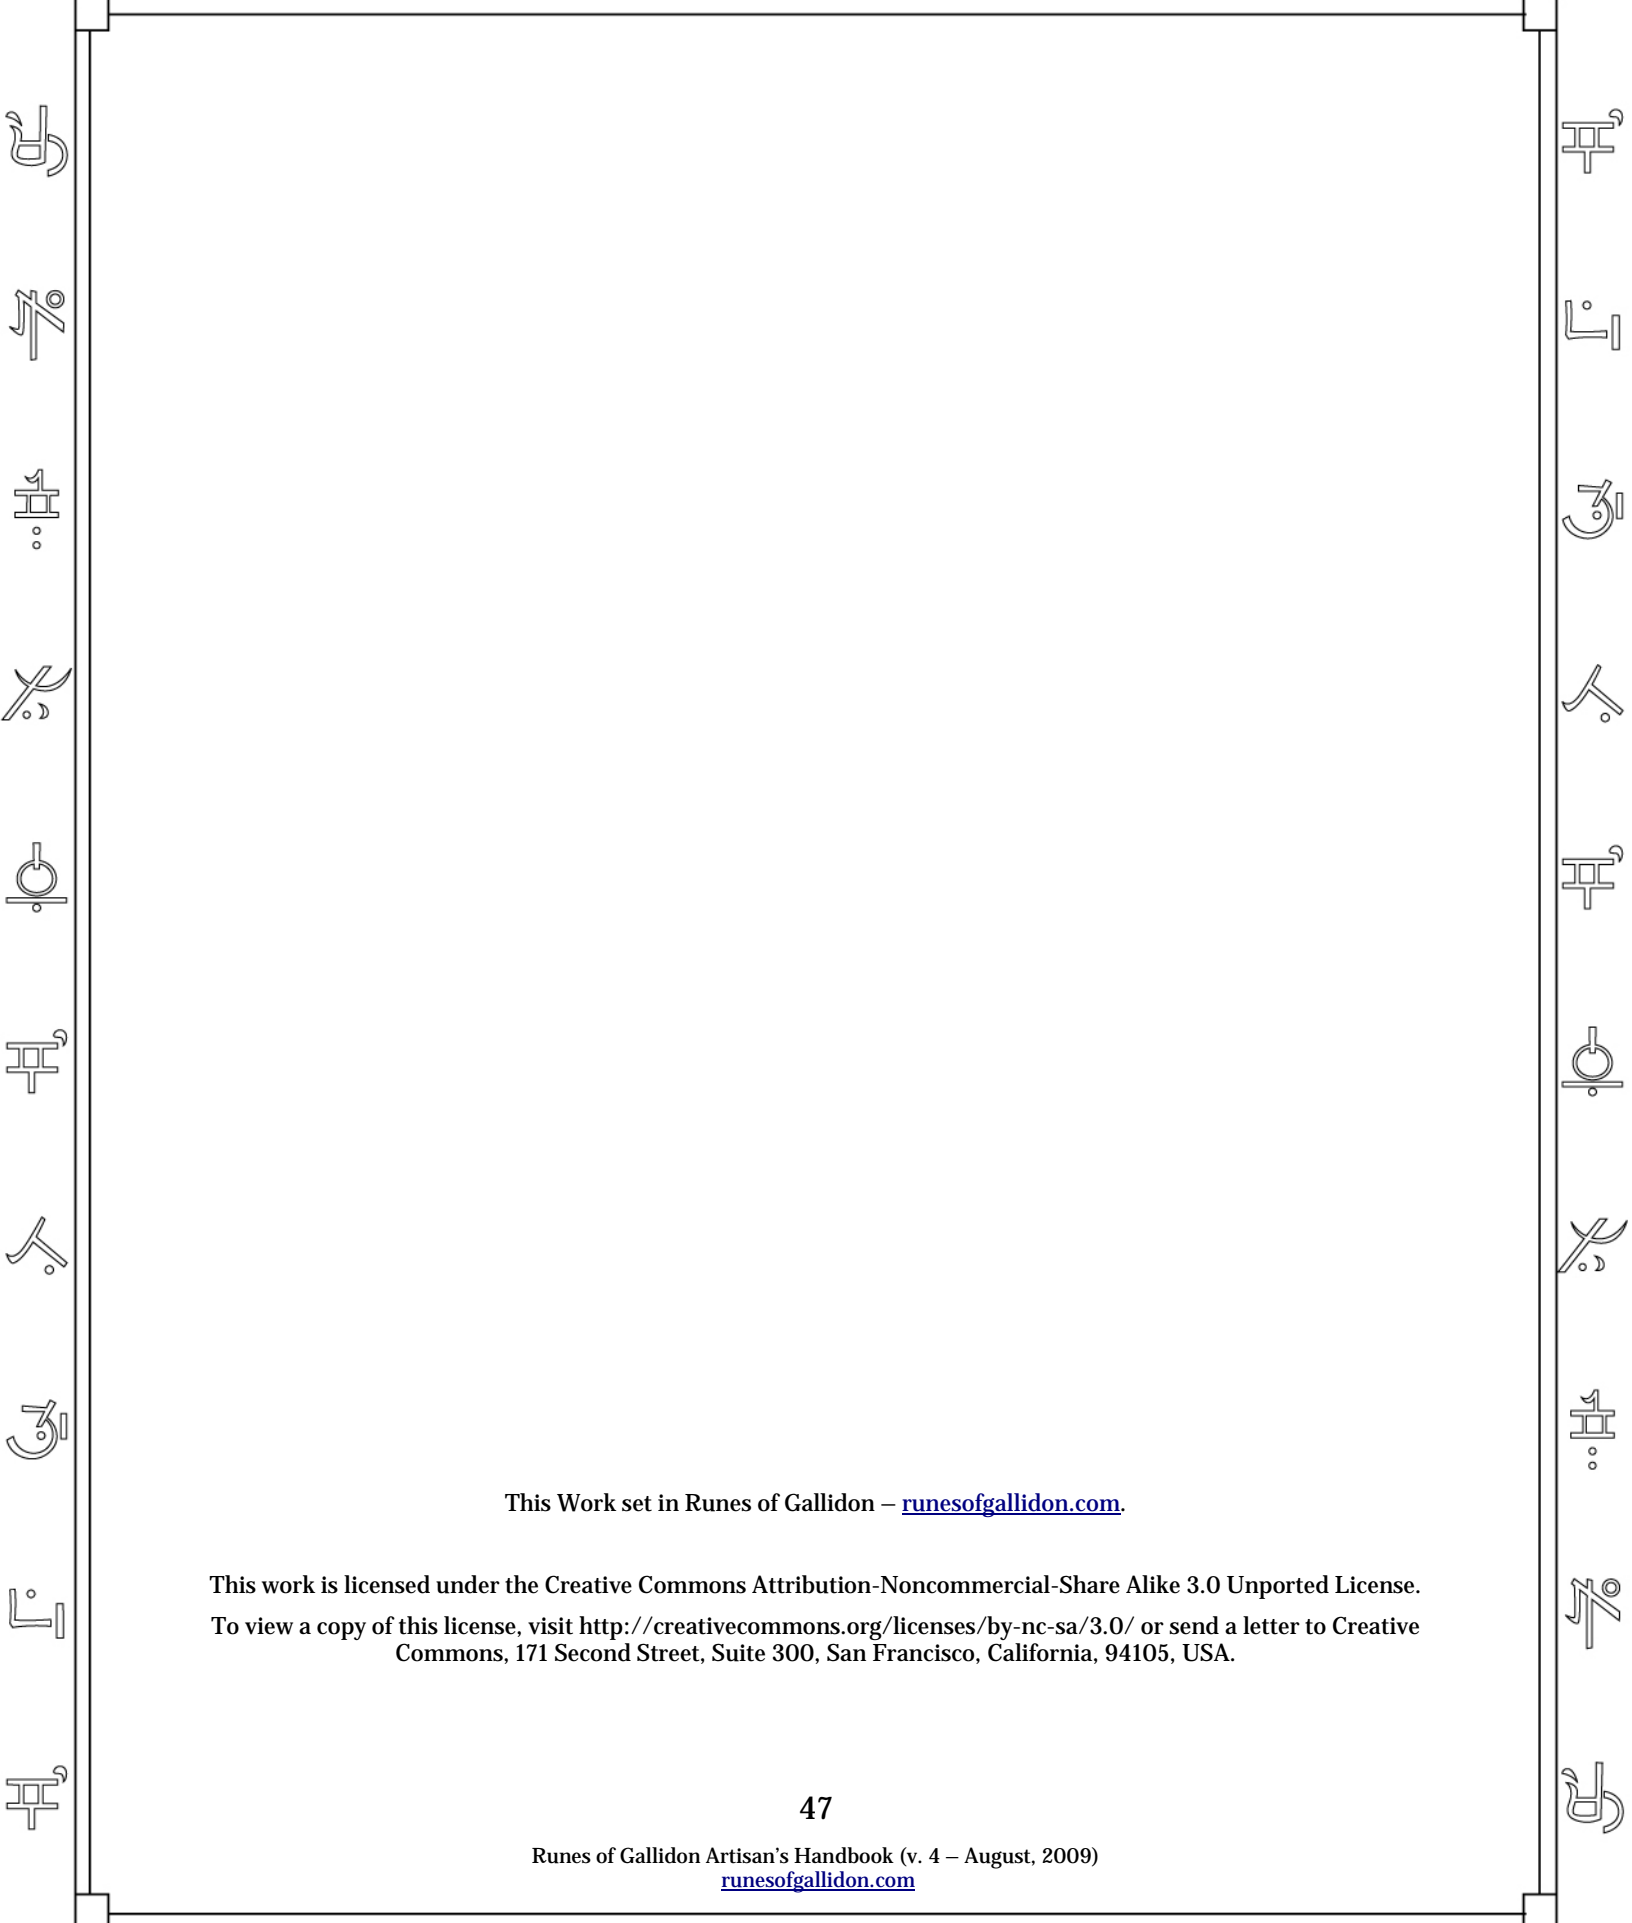 This Work set in Runes of Gallidon – runesofgallidon.com.
This work is licensed under the Creative Commons Attribution-Noncommercial-Share Alike 3.0 Unported License.
To view a copy of this license, visit http://creativecommons.org/licenses/by-nc-sa/3.0/ or send a letter to Creative
Commons, 171 Second Street, Suite 300, San Francisco, California, 94105, USA.
47
Runes of Gallidon Artisan's Handbook (v. 4 – August, 2009)
runesofgallidon.com